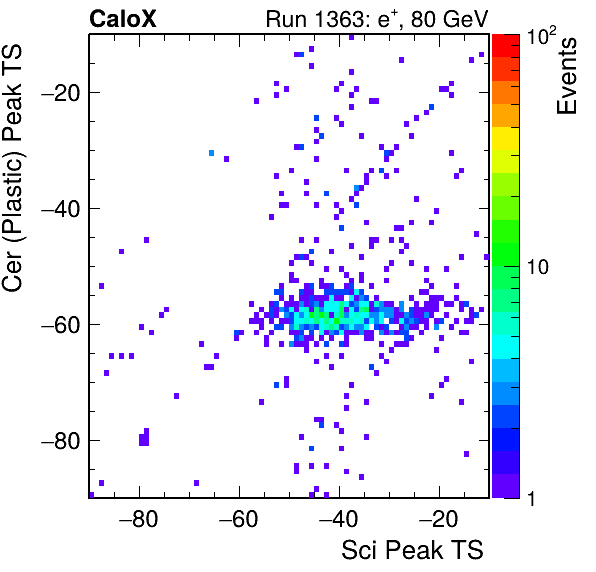 CaloX Run 1363: e⁺, 80 GeV
Cer (Plastic) Peak TS
−20
−40
−60
−80
−80 −60 −40 −20
Sci Peak TS
10²
10
1
Events